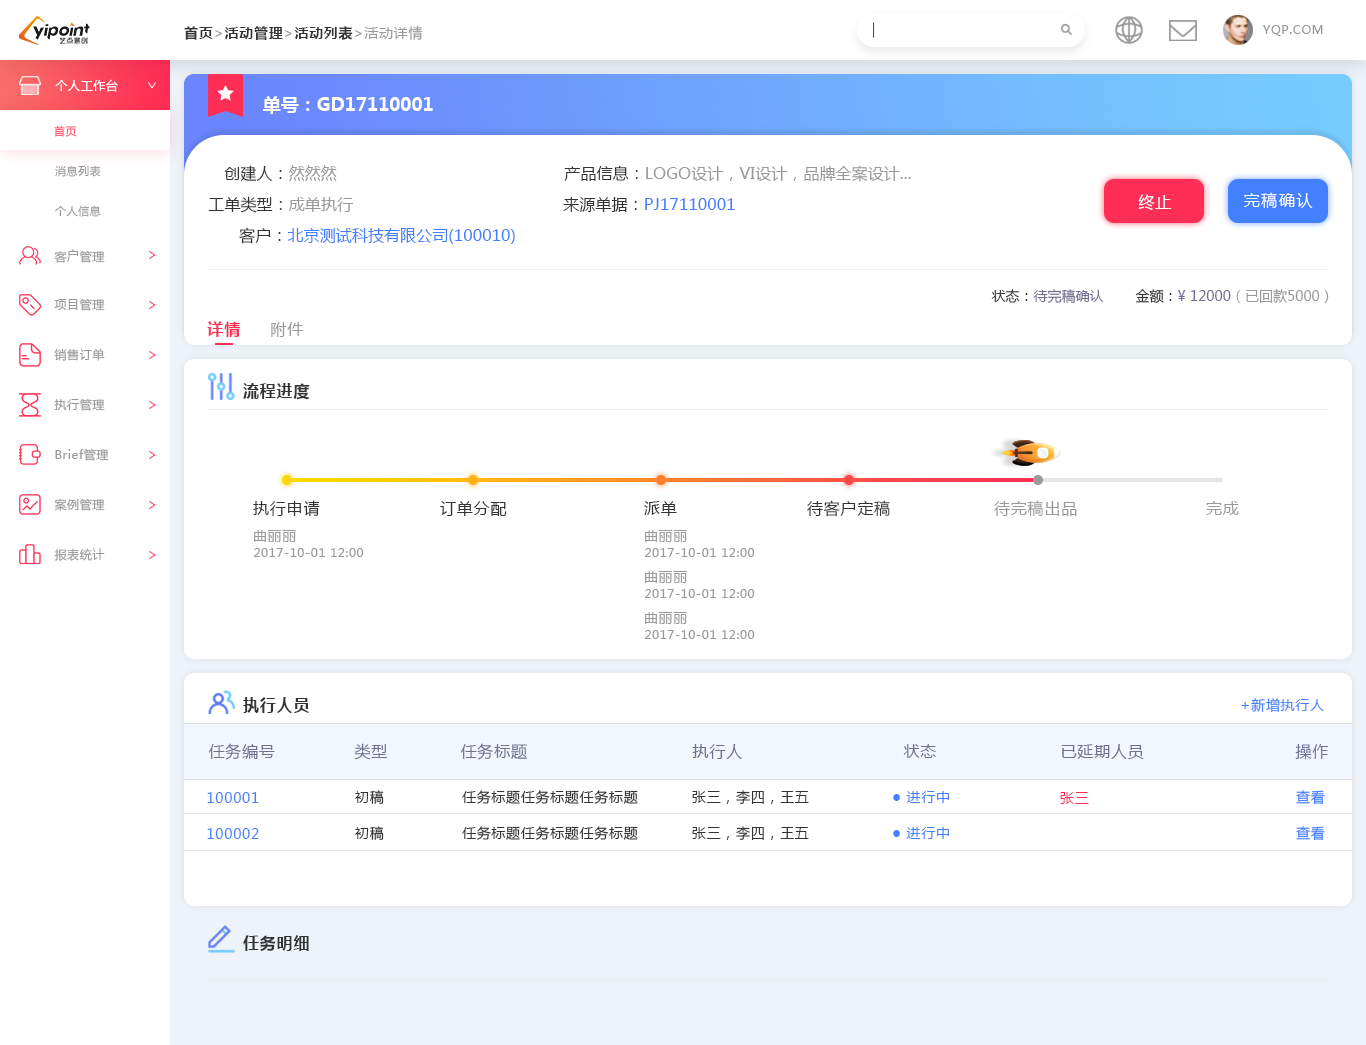 yipoint
艺点意创
首页>活动管理>活动列表>活动详情
YQP.COM
个人工作台
首页
消息列表
个人信息
客户管理
项目管理
销售订单
执行管理
Brief管理
案例管理
报表统计
单号：GD17110001
创建人：然然然
产品信息：LOGO设计，VI设计，品牌全案设计...
工单类型：成单执行
来源单据：PJ17110001
客户：北京测试科技有限公司(100010)
终止
完稿确认
状态：待完稿确认
金额：¥ 12000（已回款5000）
详情
附件
流程进度
执行申请
订单分配
派单
待客户定稿
待完稿出品
完成
曲丽丽
2017-10-01 12:00
曲丽丽
2017-10-01 12:00
曲丽丽
2017-10-01 12:00
曲丽丽
2017-10-01 12:00
执行人员
+新增执行人
任务编号 类型 任务标题 执行人 状态 已延期人员 操作
100001 初稿 任务标题任务标题任务标题 张三，李四，王五 进行中 张三 查看
100002 初稿 任务标题任务标题任务标题 张三，李四，王五 进行中 查看
任务明细